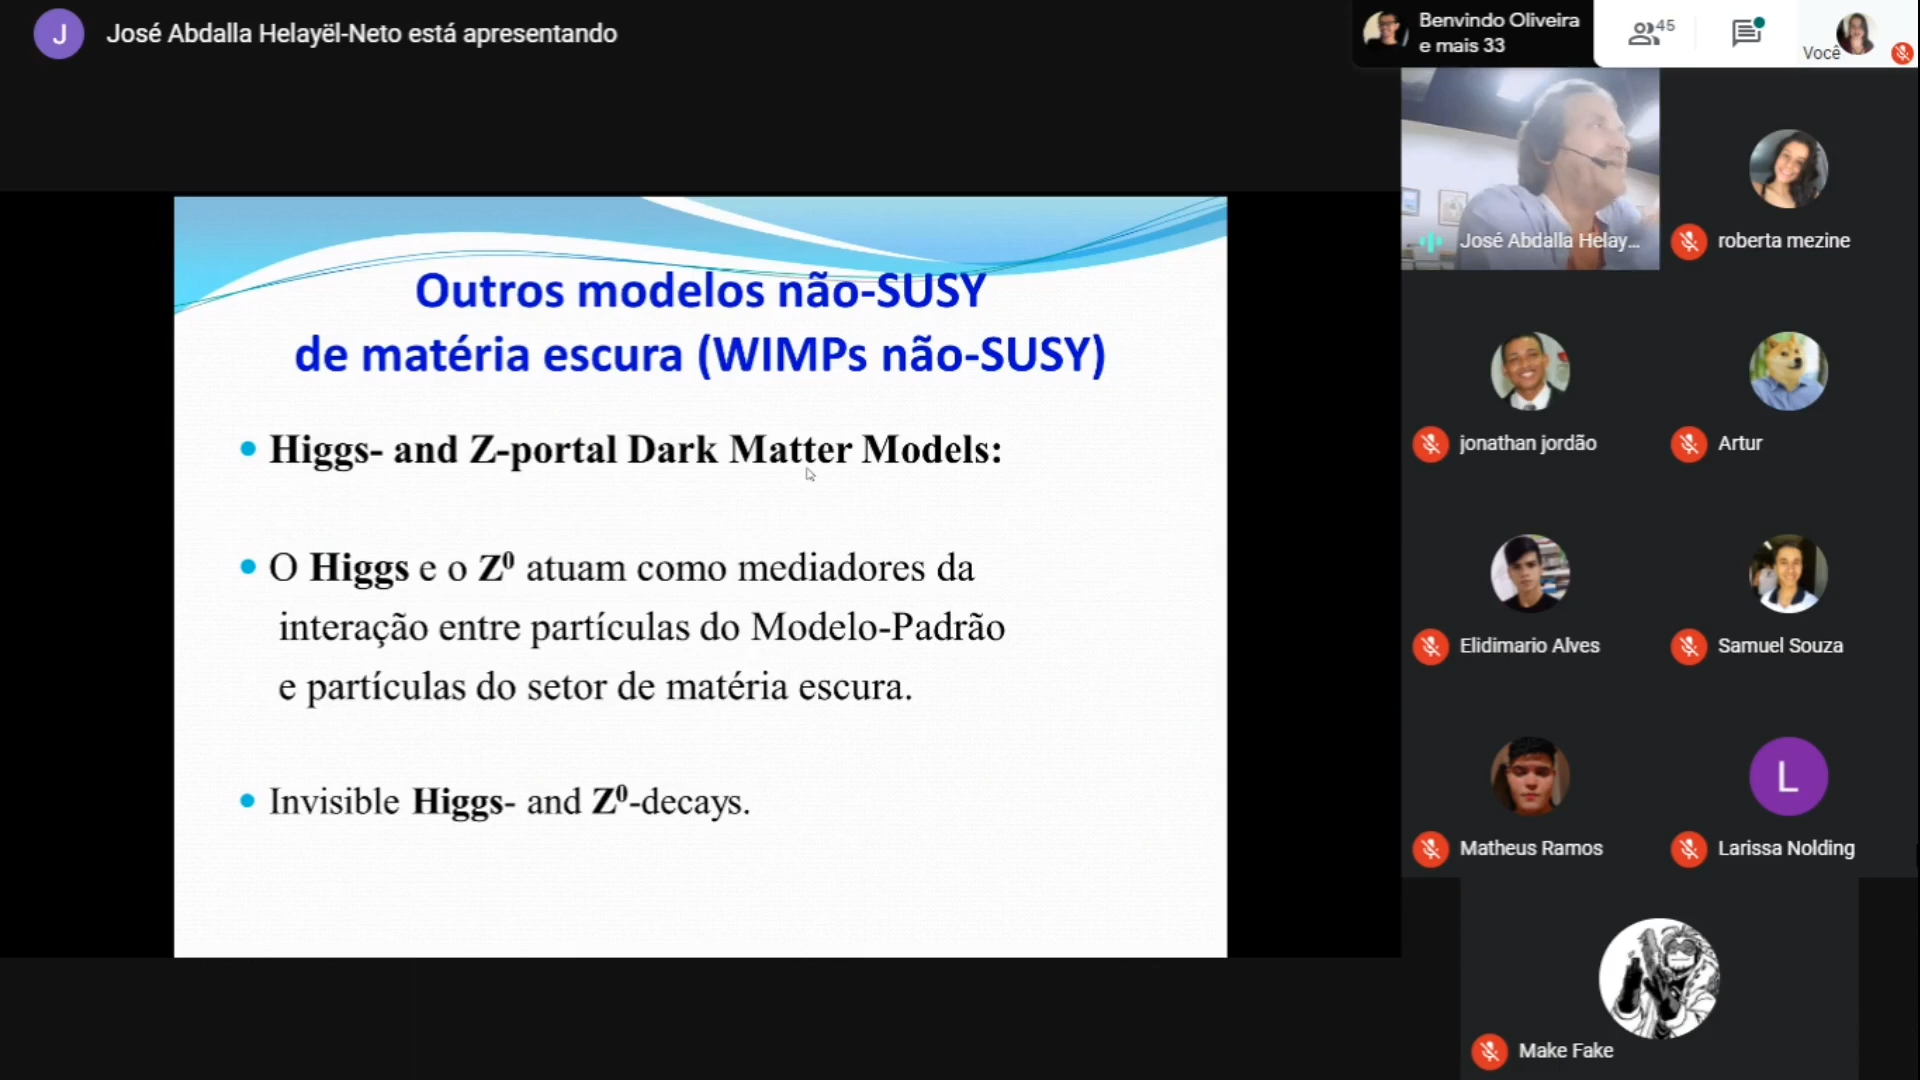 J
José Abdalla Helayël-Neto está apresentando
Benvindo Oliveira
e mais 33
45
Você
Outros modelos não-SUSY
de matéria escura (WIMPs não-SUSY)
Higgs- and Z-portal Dark Matter Models:
O Higgs e o Z⁰ atuam como mediadores da
interação entre partículas do Modelo-Padrão
e partículas do setor de matéria escura.
Invisible Higgs- and Z⁰-decays.
José Abdalla Helay...
roberta mezine
jonathan jordão
Artur
Elidimario Alves
Samuel Souza
Matheus Ramos
L
Larissa Nolding
Make Fake